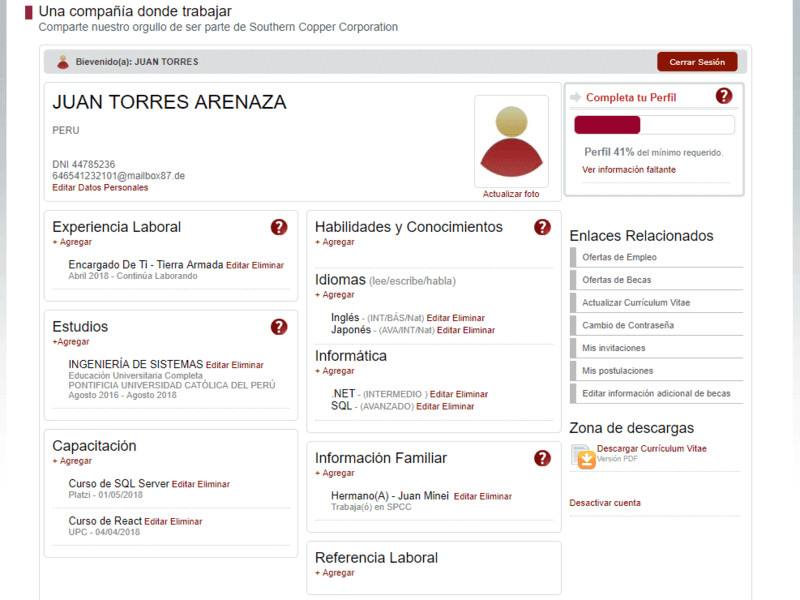 Una compañía donde trabajar
Comparte nuestro orgullo de ser parte de Southern Copper Corporation
Bienvenido(a): JUAN TORRES
Cerrar Sesión
JUAN TORRES ARENAZA
PERU
DNI 44785236
646541232101@mailbox87.de
Editar Datos Personales
Actualizar foto
Completa tu Perfil
?
Perfil 41% del mínimo requerido.
Ver información faltante
Experiencia Laboral
?
+ Agregar
Encargado De Ti - Tierra Armada Editar Eliminar
Abril 2018 - Continúa Laborando
Estudios
?
+Agregar
INGENIERÍA DE SISTEMAS Editar Eliminar
Educación Universitaria Completa
PONTIFICIA UNIVERSIDAD CATÓLICA DEL PERÚ
Agosto 2016 - Agosto 2018
Capacitación
+ Agregar
Curso de SQL Server Editar Eliminar
Platzi - 01/05/2018
Curso de React Editar Eliminar
UPC - 04/04/2018
Habilidades y Conocimientos
?
+ Agregar
Idiomas (lee/escribe/habla)
+ Agregar
Inglés - (INT/BÁS/Nat) Editar Eliminar
Japonés - (AVA/INT/Nat) Editar Eliminar
Informática
+ Agregar
.NET - (INTERMEDIO ) Editar Eliminar
SQL - (AVANZADO) Editar Eliminar
Información Familiar
?
+ Agregar
Hermano(A) - Juan Minei Editar Eliminar
Trabaja(ó) en SPCC
Referencia Laboral
+ Agregar
Enlaces Relacionados
Ofertas de Empleo
Ofertas de Becas
Actualizar Currículum Vitae
Cambio de Contraseña
Mis invitaciones
Mis postulaciones
Editar información adicional de becas
Zona de descargas
Descargar Currículum Vitae
Versión PDF
Desactivar cuenta